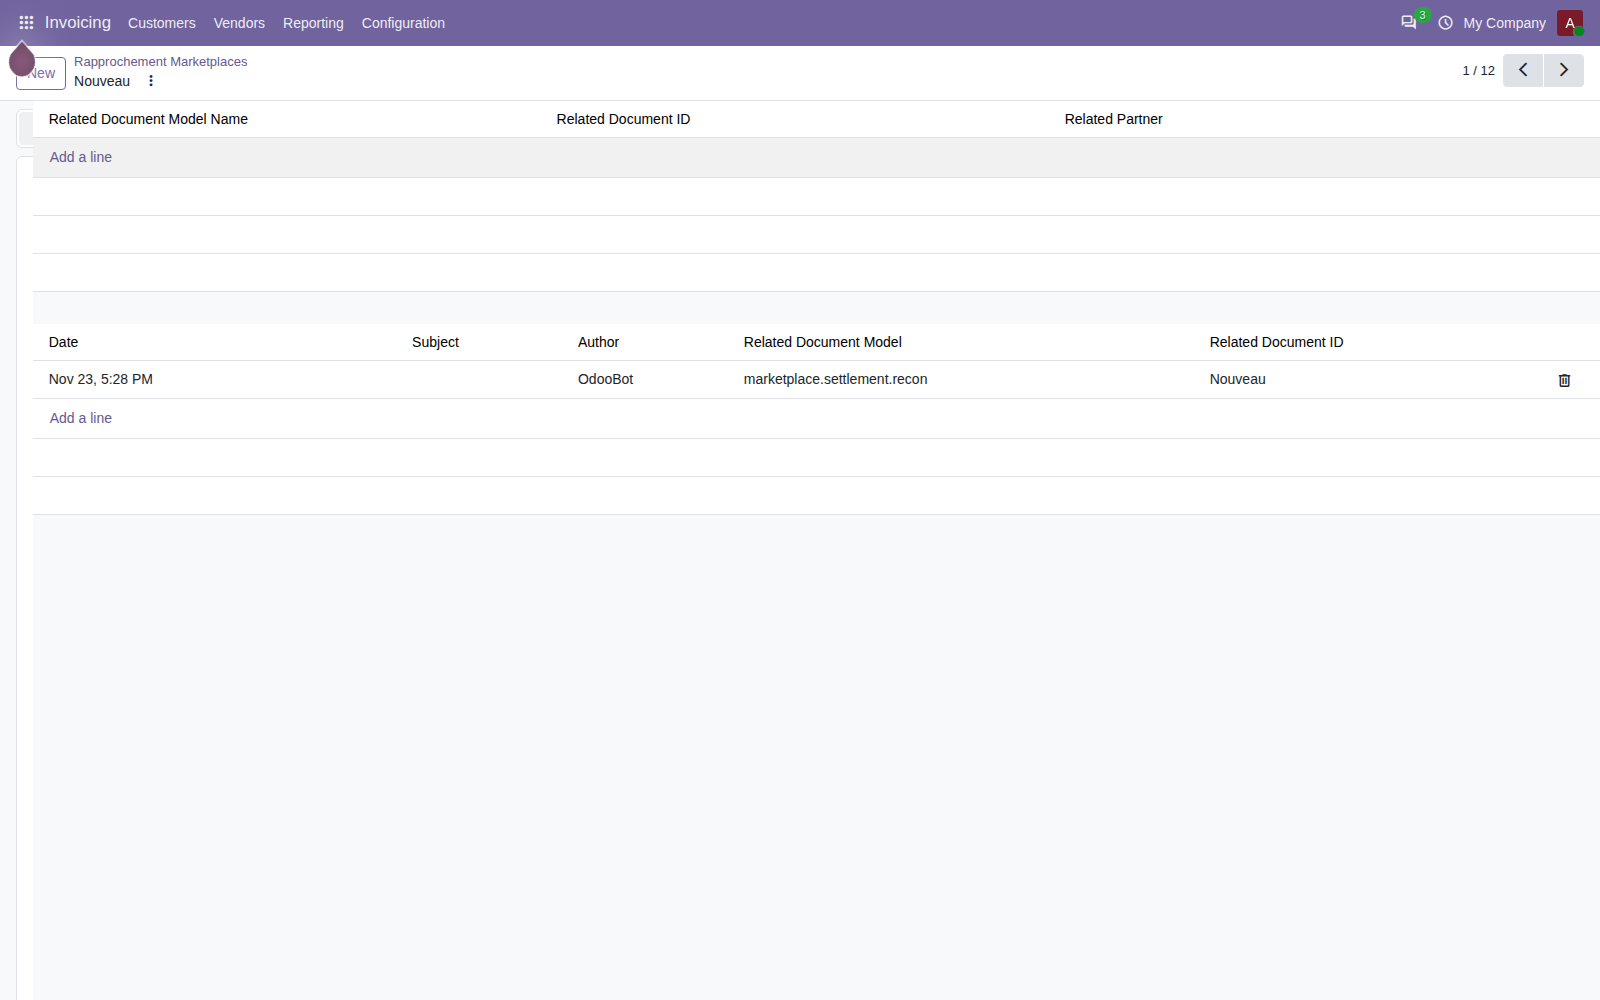 Invoicing Customers Vendors Reporting Configuration 3 My Company A
New
Rapprochement Marketplaces
Nouveau
1 / 12
Related Document Model Name Related Document ID Related Partner
Add a line
Date Subject Author Related Document Model Related Document ID
Nov 23, 5:28 PM OdooBot marketplace.settlement.recon Nouveau
Add a line